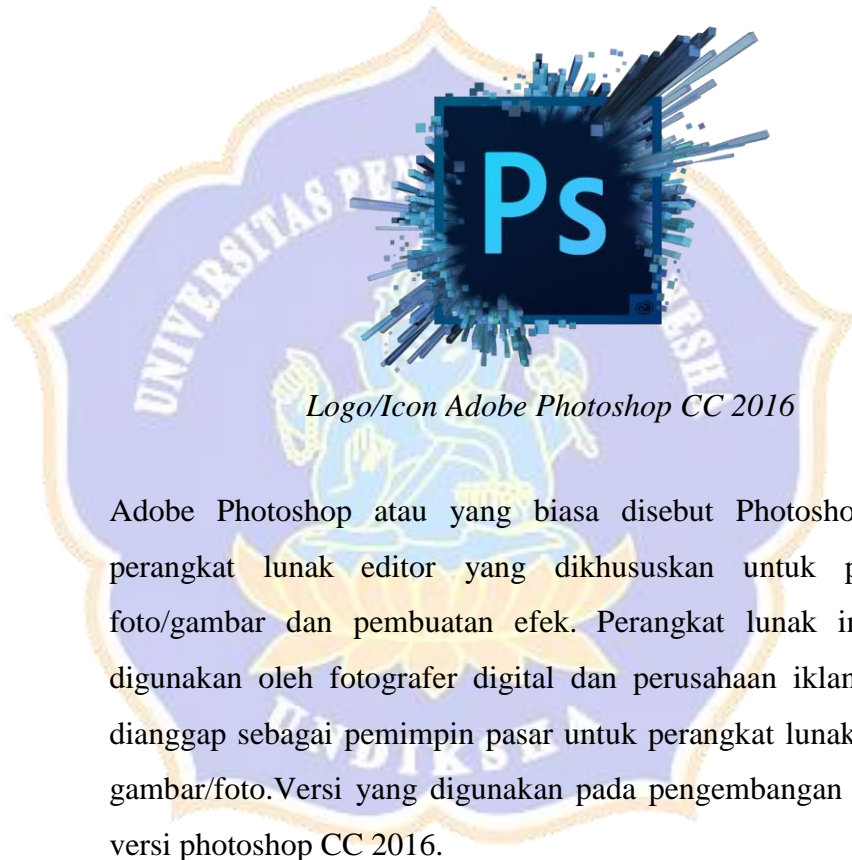 Ps
UNIVERSITAS
Logo/Icon Adobe Photoshop CC 2016
Adobe Photoshop atau yang biasa disebut
perangkat lunak editor yang dikhususkan untuk
foto/gambar dan pembuatan efek. Perangkat lunak
digunakan oleh fotografer digital dan perusahaan iklan
dianggap sebagai pemimpin pasar untuk perangkat lunak
UNDIKSHA
gambar/foto.Versi yang digunakan pada pengembangan
versi photoshop CC 2016.